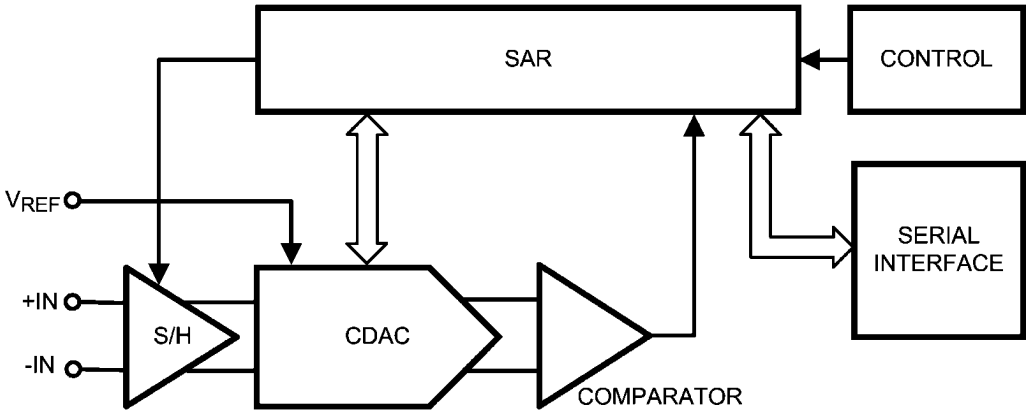 SAR
CONTROL
VREF
SERIAL
INTERFACE
+IN
S/H
CDAC
-IN
COMPARATOR